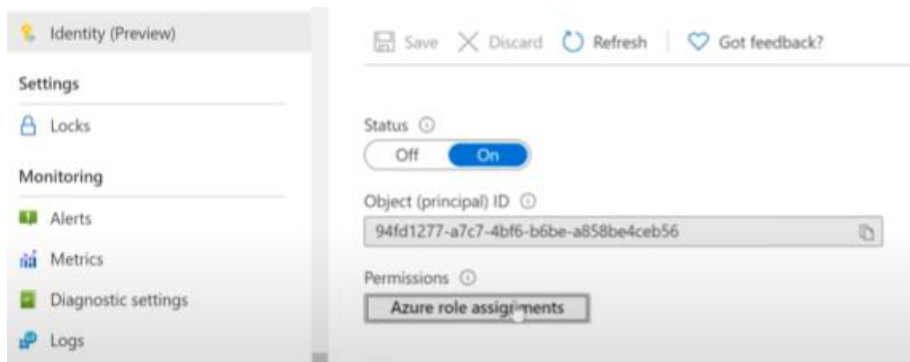 Identity (Preview)
Settings
Locks
Monitoring
Alerts
Metrics
Diagnostic settings
Logs
Save Discard Refresh Got feedback?
Status
Off On
Object (principal) ID
94fd1277-a7c7-4bf6-b6be-a858be4ceb56
Permissions
Azure role assignments